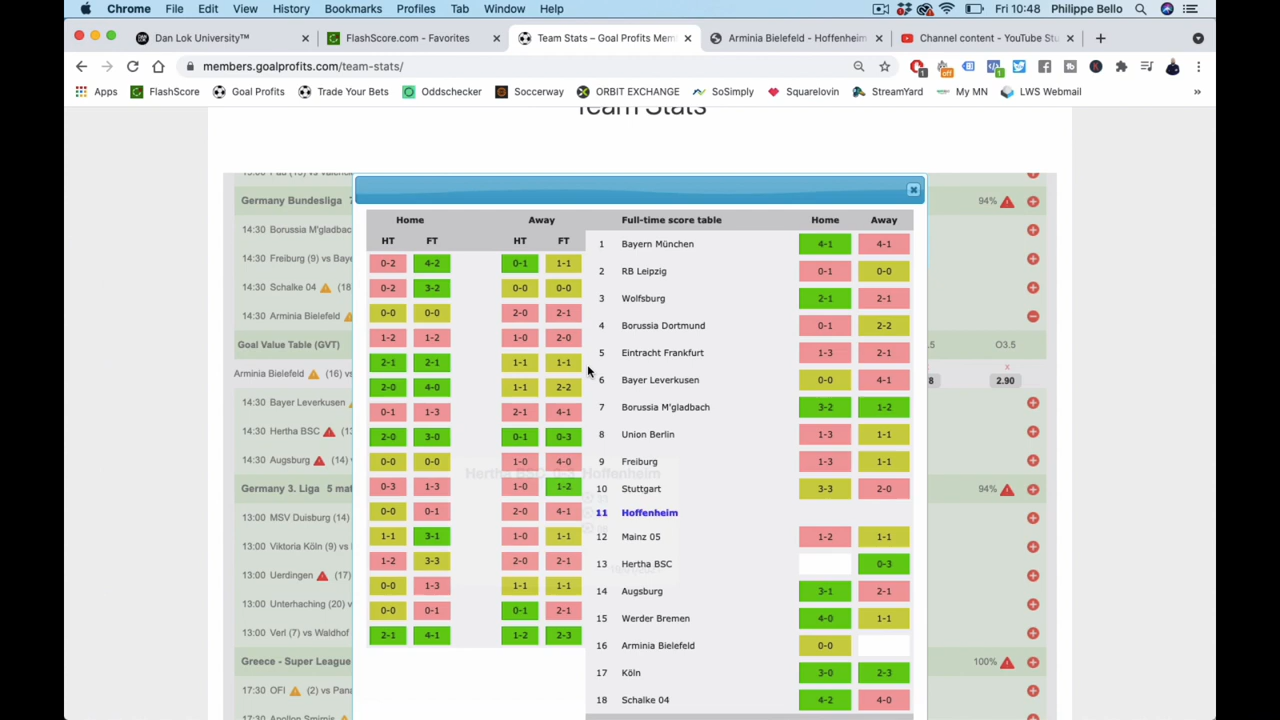 Chrome File Edit View History Bookmarks Profiles Tab Window Help Fri 10:48 Philippe Bello
Dan Lok University™ FlashScore.com - Favorites Team Stats – Goal Profits Mem Arminia Bielefeld - Hoffenheim Channel content - YouTube Stu
members.goalprofits.com/team-stats/
Apps FlashScore Goal Profits Trade Your Bets Oddschecker Soccerway ORBIT EXCHANGE SoSimply Squarelovin StreamYard My MN LWS Webmail »
Team Stats
Germany Bundesliga 94%
14:30 Borussia M'gladbach
14:30 Freiburg (9) vs Baye
14:30 Schalke 04 (18
14:30 Arminia Bielefeld
Goal Value Table (GVT) .5 O3.5
x
Arminia Bielefeld (16) vs 8 2.90
14:30 Bayer Leverkusen
14:30 Hertha BSC (13
14:30 Augsburg (14)
Germany 3. Liga 5 mat 94%
13:00 MSV Duisburg (14)
13:00 Viktoria Köln (9) vs
13:00 Uerdingen (17)
13:00 Unterhaching (20)
13:00 Verl (7) vs Waldhof
Greece - Super League 100%
17:30 OFI (2) vs Pana
17:30 Apollon Smirnis
Home Away
HT FT HT FT
0-2 4-2 0-1 1-1
0-2 3-2 0-0 0-0
0-0 0-0 2-0 2-1
1-2 1-2 1-0 2-0
2-1 2-1 1-1 1-1
2-0 4-0 1-1 2-2
0-1 1-3 2-1 4-1
2-0 3-0 0-1 0-3
0-0 0-0 1-0 4-0
0-3 1-3 1-0 1-2
0-0 0-1 2-0 4-1
1-1 3-1 1-0 1-1
1-2 3-3 2-0 2-1
0-0 1-3 1-1 1-1
0-0 0-1 0-1 2-1
2-1 4-1 1-2 2-3
Hertha BSC 0-3 Hoffenheim
Full-time score table Home Away
1 Bayern München 4-1 4-1
2 RB Leipzig 0-1 0-0
3 Wolfsburg 2-1 2-1
4 Borussia Dortmund 0-1 2-2
5 Eintracht Frankfurt 1-3 2-1
6 Bayer Leverkusen 0-0 4-1
7 Borussia M'gladbach 3-2 1-2
8 Union Berlin 1-3 1-1
9 Freiburg 1-3 1-1
10 Stuttgart 3-3 2-0
11 Hoffenheim
12 Mainz 05 1-2 1-1
13 Hertha BSC 0-3
14 Augsburg 3-1 2-1
15 Werder Bremen 4-0 1-1
16 Arminia Bielefeld 0-0
17 Köln 3-0 2-3
18 Schalke 04 4-2 4-0